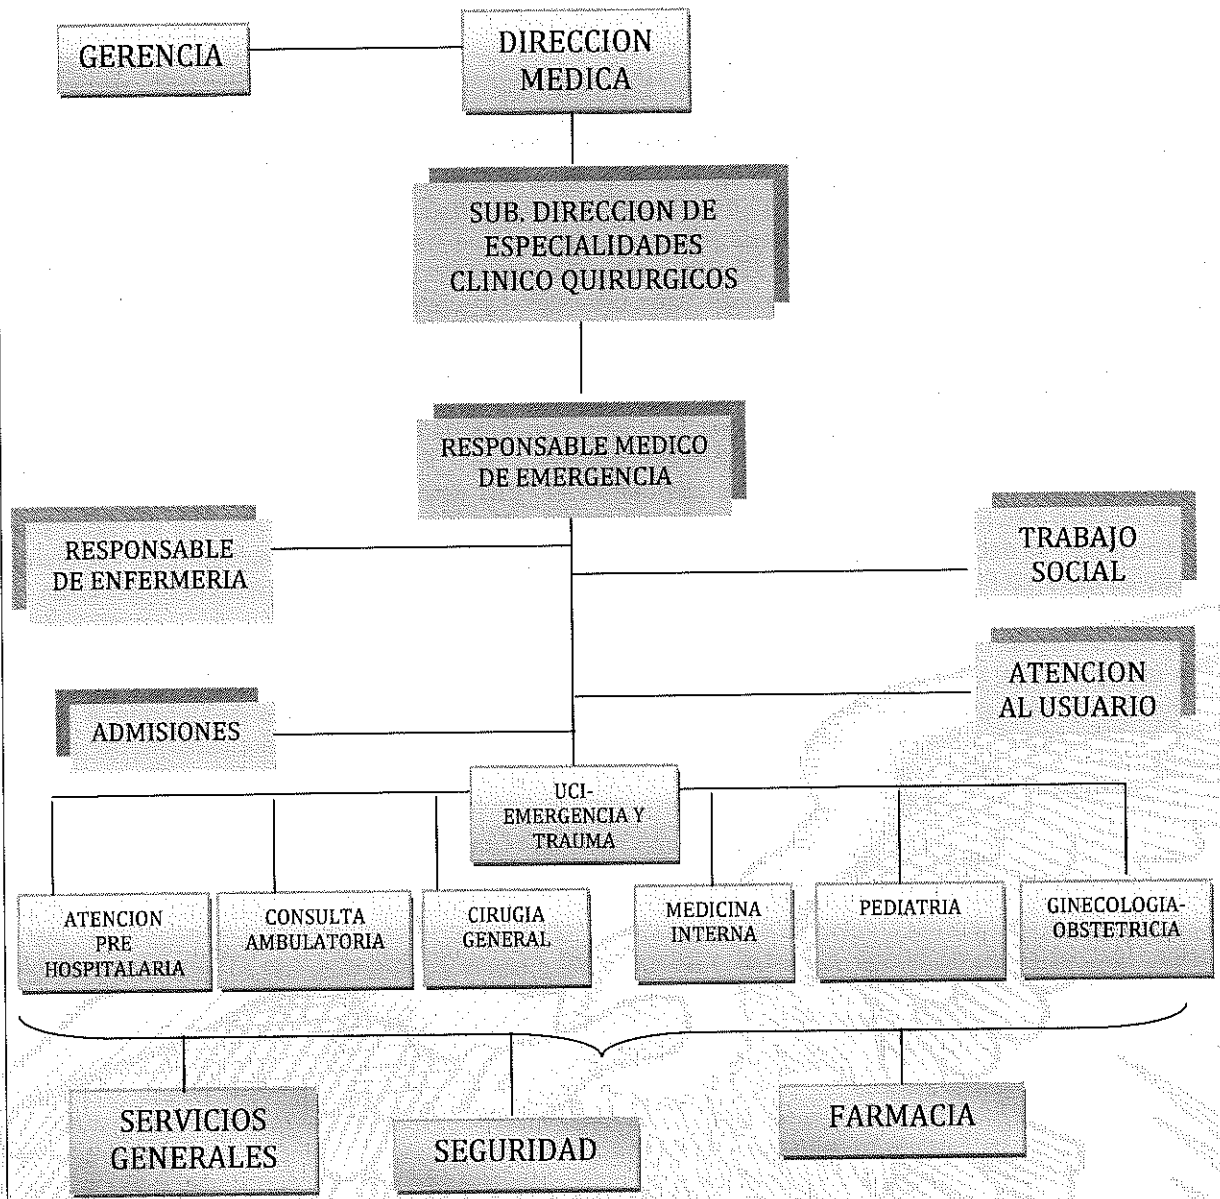 GERENCIA
DIRECCION
MEDICA
SUB. DIRECCION DE
ESPECIALIDADES
CLINICO QUIRURGICOS
RESPONSABLE MEDICO
DE EMERGENCIA
RESPONSABLE
DE ENFERMERIA
TRABAJO
SOCIAL
ATENCION
AL USUARIO
ADMISIONES
UCI-
EMERGENCIA Y
TRAUMA
ATENCION
PRE
HOSPITALARIA
CONSULTA
AMBULATORIA
CIRUGIA
GENERAL
MEDICINA
INTERNA
PEDIATRIA
GINECOLOGIA-
OBSTETRICIA
SERVICIOS
GENERALES
SEGURIDAD
FARMACIA